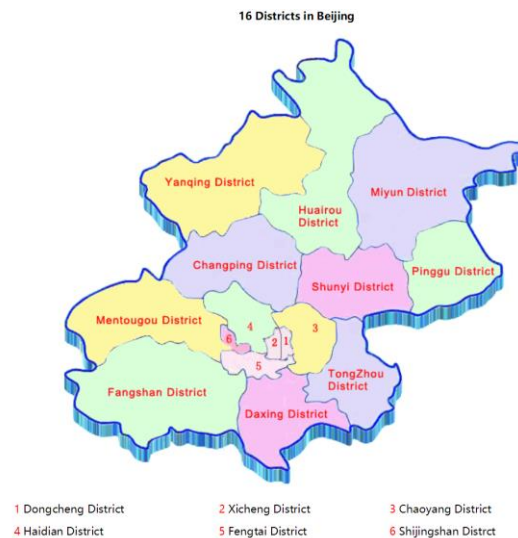 16 Districts in Beijing
Yanqing District
Miyun District
Huairou
District
Changping District
Pinggu District
Shunyi District
Mentougou District
4
3
6
2
1
5
TongZhou
District
Fangshan District
Daxing District
1 Dongcheng District
2 Xicheng District
3 Chaoyang District
4 Haidian District
5 Fengtai District
6 Shijingshan District